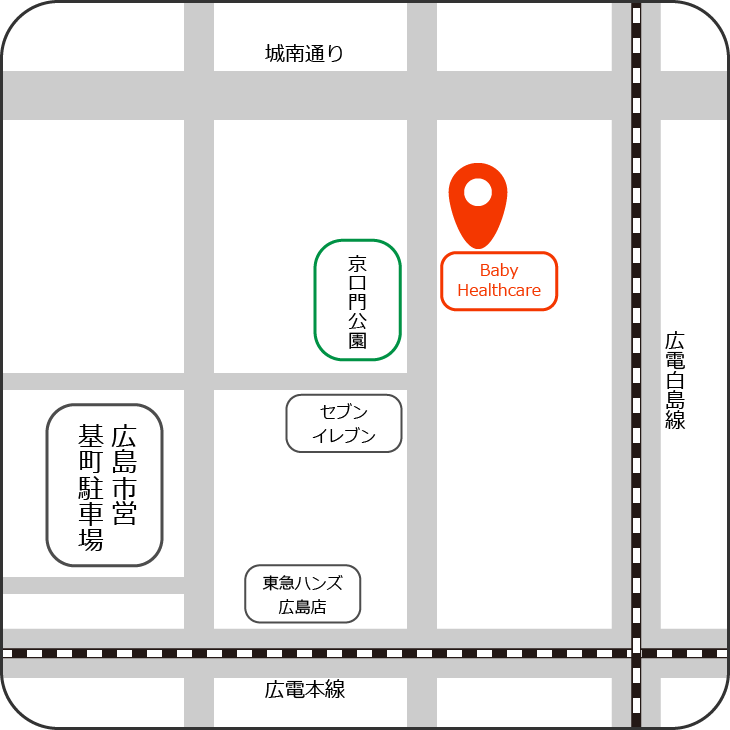 城南通り
Baby
Healthcare
京口門公園
広電白島線
セブン
イレブン
広島市営
基町駐車場
東急ハンズ
広島店
広電本線